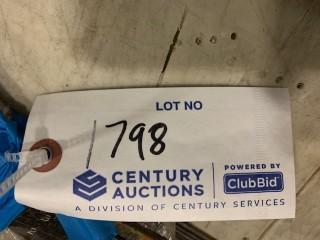 LOT NO
798
CENTURY
AUCTIONS
POWERED BY
ClubBid
A DIVISION OF CENTURY SERVICES